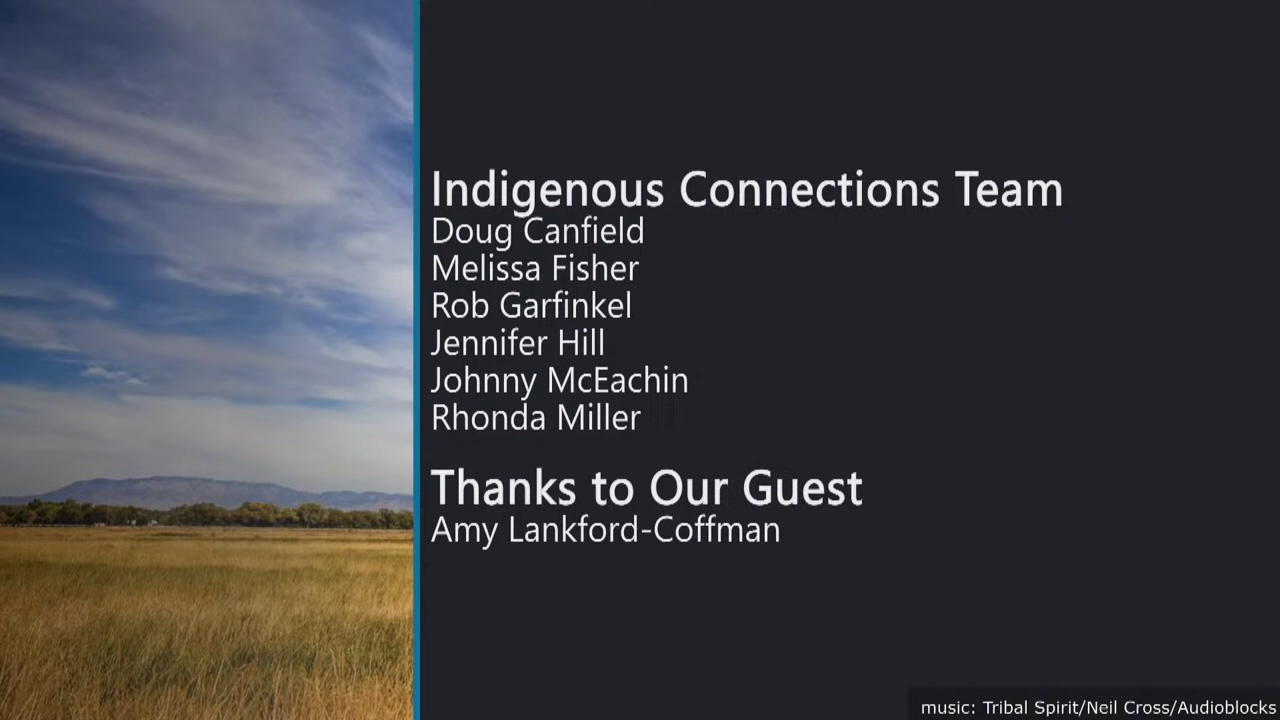 Indigenous Connections Team
Doug Canfield
Melissa Fisher
Rob Garfinkel
Jennifer Hill
Johnny McEachin
Rhonda Miller
Thanks to Our Guest
Amy Lankford-Coffman
music: Tribal Spirit/Neil Cross/Audioblocks